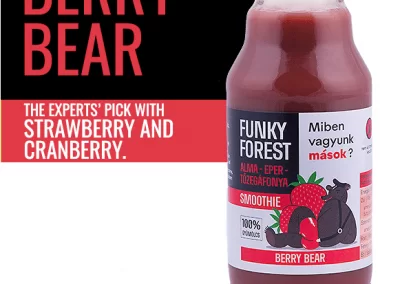 BERRY
BEAR
THE EXPERTS' PICK WITH
STRAWBERRY AND
CRANBERRY.
FUNKY
FOREST
ALMA - EPER -
TŐZEGÁFONYA
SMOOTHIE
100%
GYÜMÖLCS
BERRY BEAR
Miben
vagyunk
mások?